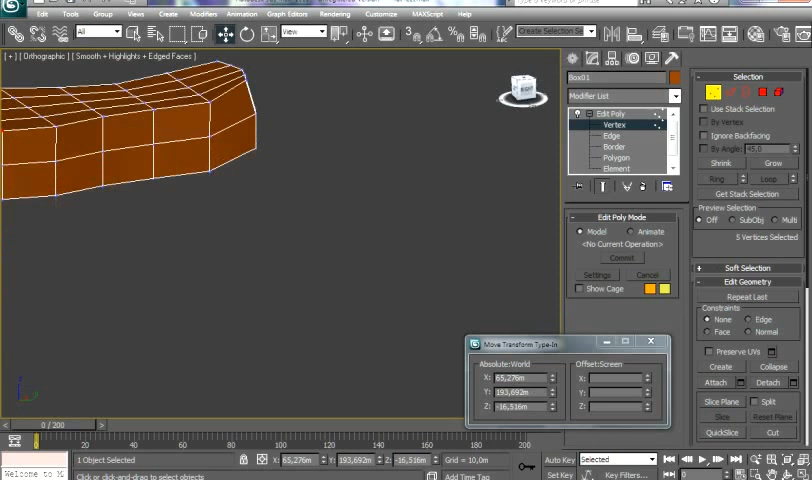 Edit Tools Group Views Create Modifiers Animation Graph Editors Rendering Customize MAXScript Help
All View Create Selection Se
[ + ] [ Orthographic ] [ Smooth + Highlights + Edged Faces ]
RIGHT
Box01
Modifier List
Edit Poly
Vertex
Edge
Border
Polygon
Element
- Edit Poly Mode
Model Animate
<No Current Operation>
Commit
Settings Cancel
Show Cage
- Selection
Use Stack Selection
By Vertex
Ignore Backfacing
By Angle: 45,0
Shrink Grow
Ring Loop
Get Stack Selection
Preview Selection
Off SubObj Multi
5 Vertices Selected
+ Soft Selection
- Edit Geometry
Repeat Last
Constraints
None Edge
Face Normal
Preserve UVs
Create Collapse
Attach Detach
Slice Plane Split
Slice Reset Plane
QuickSlice Cut
Move Transform Type-In
Absolute:World Offset:Screen
X: 65,276m X:
Y: 193,692m Y:
Z: -16,516m Z:
< 0 / 200 >
0 20 40 60 80 100 120 140 160 180 200
1 Object Selected X: 65,276m Y: 193,692m Z: -16,516m Grid = 10,0m Auto Key Selected
Welcome to M Click or click-and-drag to select objects Add Time Tag Set Key Key Filters... 0